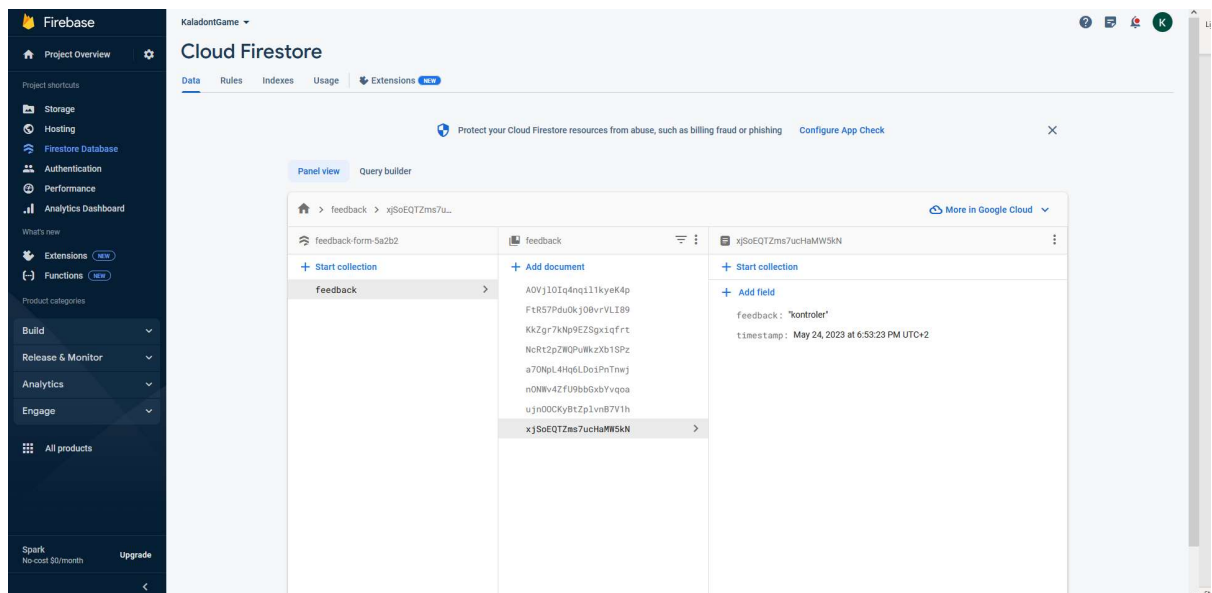 Firebase
Project Overview
Project shortcuts
Storage
Hosting
Firestore Database
Authentication
Performance
Analytics Dashboard
What's new
Extensions NEW
Functions NEW
Product categories
Build
Release & Monitor
Analytics
Engage
All products
Spark
No-cost $0/month
Upgrade
KaladontGame
K
Cloud Firestore
Data Rules Indexes Usage Extensions NEW
Protect your Cloud Firestore resources from abuse, such as billing fraud or phishing Configure App Check
Panel view Query builder
> feedback > xjSoEQTZms7u...
More in Google Cloud
feedback-form-5a2b2
+ Start collection
feedback
feedback
+ Add document
AOVjlOIq4nqil1kyeK4p
FtR57PduOkjO0vrVLI89
KkZgr7kNp9EZSgxiqfrt
NcRt2pZWQPuWkzXb1SPz
a7ONpL4Hq6LDoiPnTnwj
nONWv4ZfU9bbGxbYvqoa
ujnOOCKyBtZplvnB7V1h
xjSoEQTZms7ucHaMW5kN
xjSoEQTZms7ucHaMW5kN
+ Start collection
+ Add field
feedback: "kontroler"
timestamp: May 24, 2023 at 6:53:23 PM UTC+2